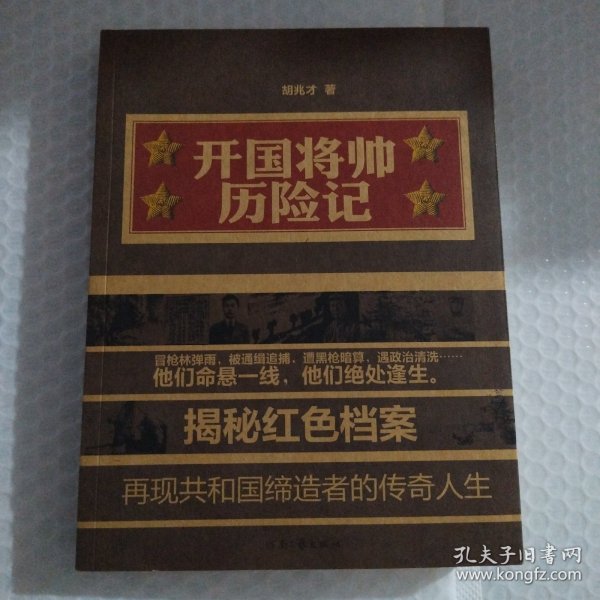 胡兆才 著
开国将帅
历险记
冒枪林弹雨，被通缉追捕，遭黑枪暗算，遇政治清洗……
他们命悬一线，他们绝处逢生。
揭秘红色档案
再现共和国缔造者的传奇人生
孔夫子旧书网
www.kongfz.com